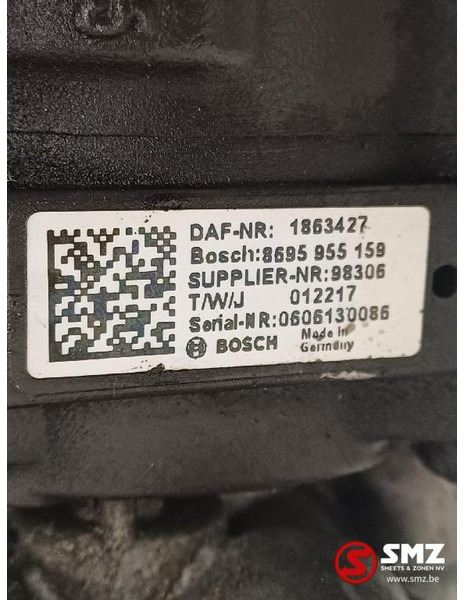 DAF-NR: 1863427
Bosch:8695 955 159
SUPPLIER-NR:98306
T/W/J 012217
Serial-NR:0606130086
BOSCH Made in Germany
SMZ
SMEETS & ZONEN NV
www.smz.be